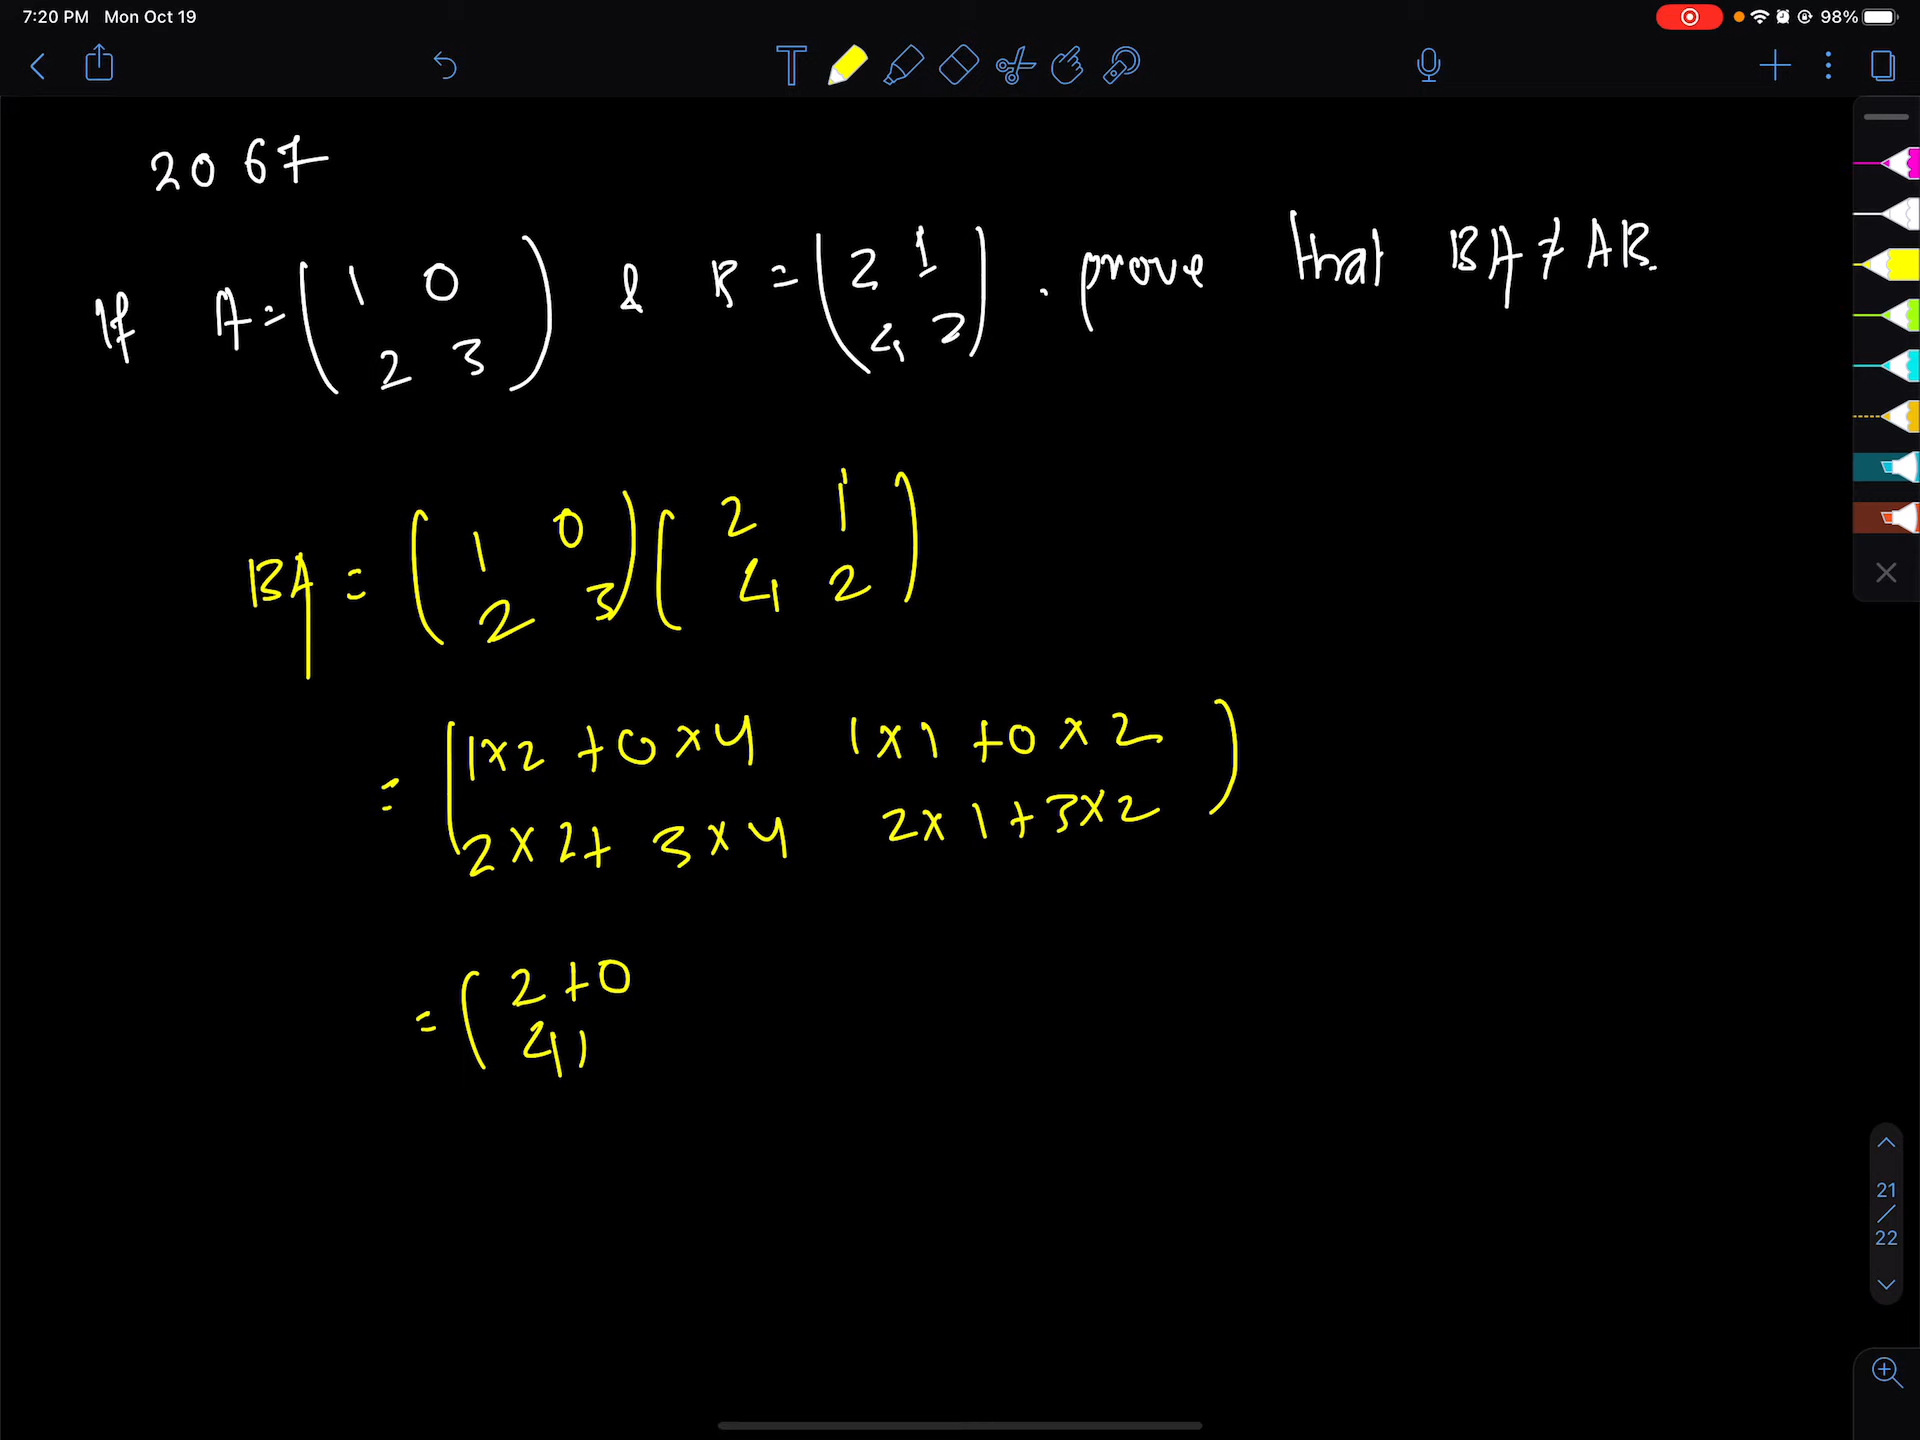 7:20 PM Mon Oct 19
98%
T
2067
If A = ( 1 0 ) & B = ( 2 1 ) . prove that BA ≠ AB.
2 3 4 2
BA = ( 1 0 ) ( 2 1 )
2 3 4 2
= ( 1×2 +0×4 1×1 +0×2 )
2×2+ 3×4 2×1+3×2
= ( 2+0
4 1
21
/
22